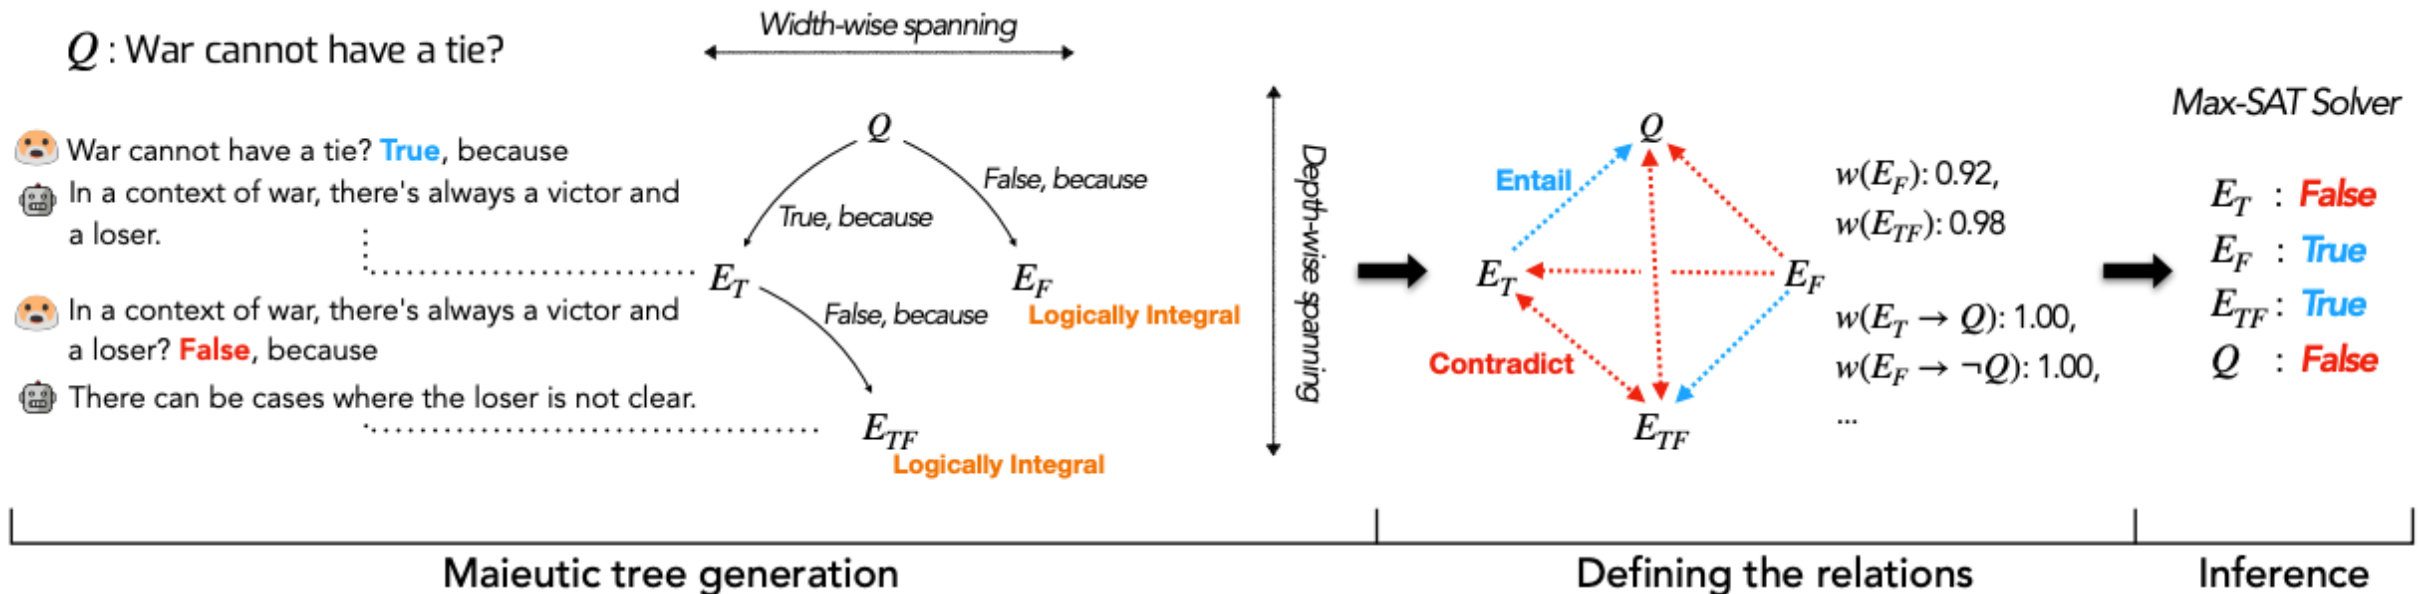 Q : War cannot have a tie?
War cannot have a tie? True, because
In a context of war, there's always a victor and
a loser.
In a context of war, there's always a victor and
a loser? False, because
There can be cases where the loser is not clear.
Width-wise spanning
Q
True, because
False, because
E_T
E_F
Logically Integral
False, because
E_TF
Logically Integral
Depth-wise spanning
Maieutic tree generation
Q
Entail
E_T
E_F
Contradict
E_TF
w(E_F): 0.92,
w(E_TF): 0.98
w(E_T → Q): 1.00,
w(E_F → ¬Q): 1.00,
...
Defining the relations
Max-SAT Solver
E_T : False
E_F : True
E_TF : True
Q : False
Inference